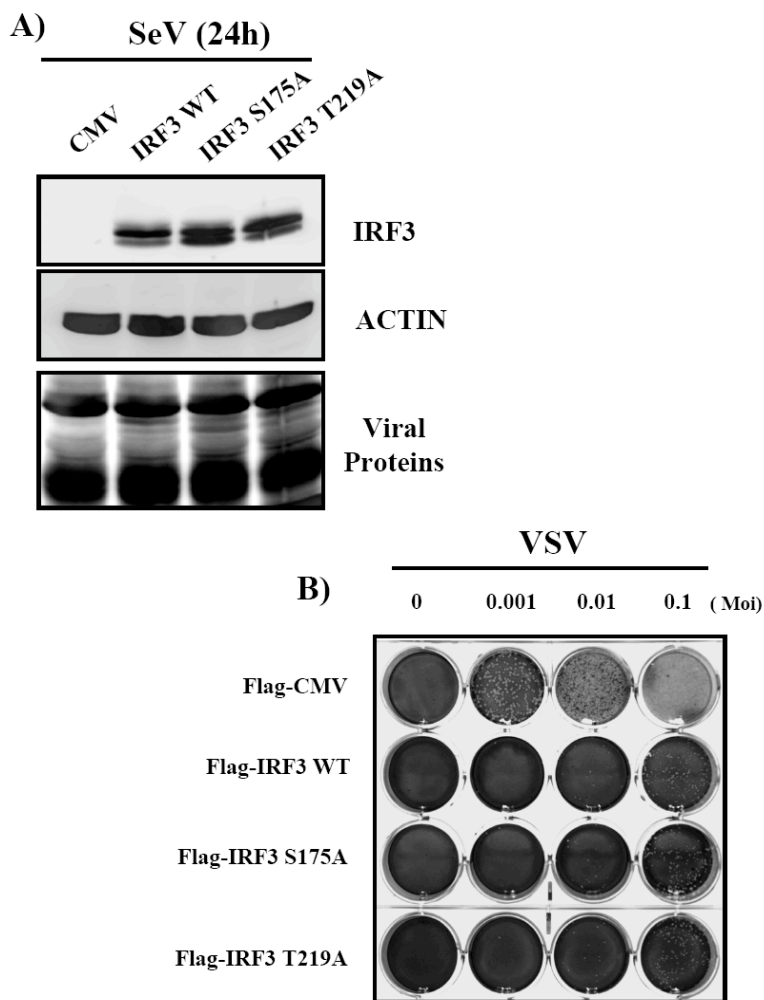 A)
SeV (24h)
CMV
IRF3 WT
IRF3 S175A
IRF3 T219A
IRF3
ACTIN
Viral
Proteins
VSV
B)
0 0.001 0.01 0.1 ( Moi)
Flag-CMV
Flag-IRF3 WT
Flag-IRF3 S175A
Flag-IRF3 T219A